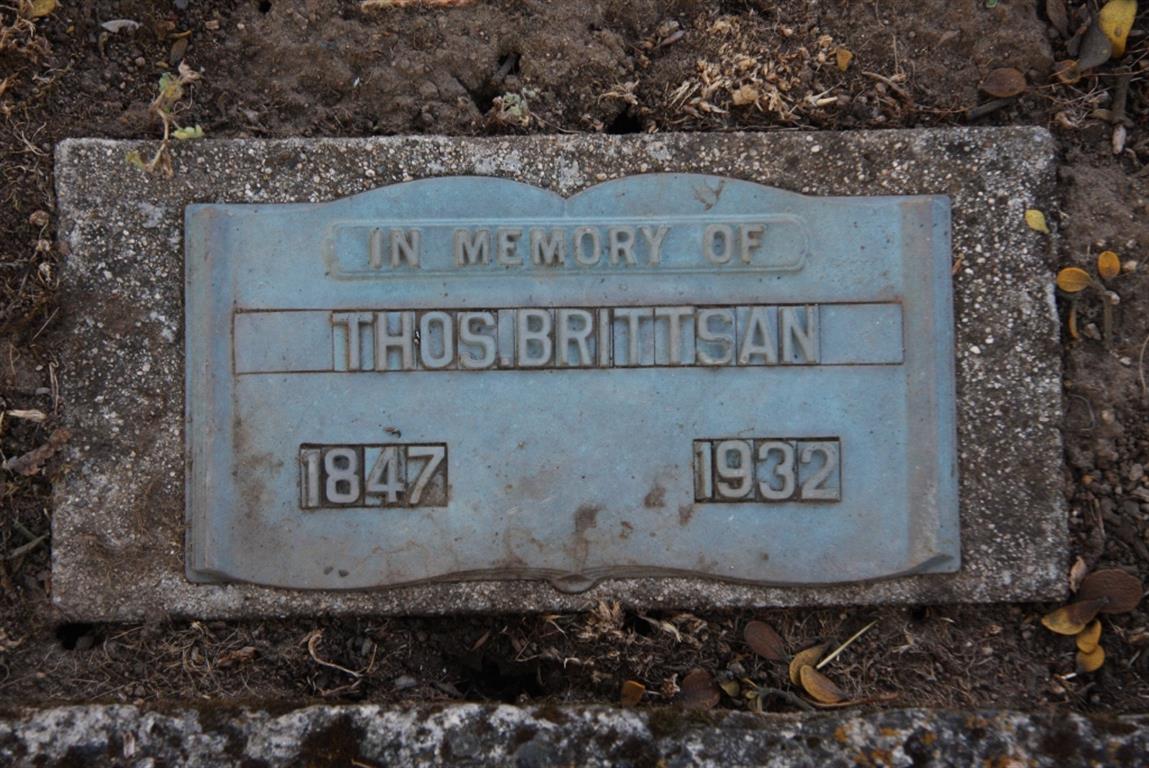 IN MEMORY OF
THOS. BRITTSAN
1847 1932